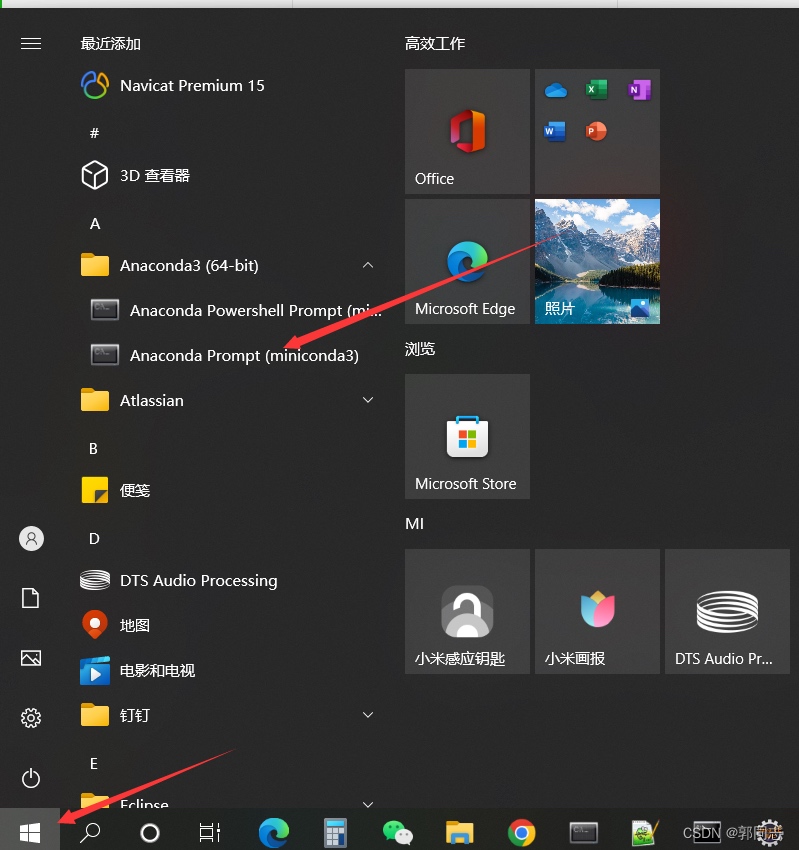 最近添加
Navicat Premium 15
#
3D 查看器
A
Anaconda3 (64-bit)
Anaconda Powershell Prompt (mi...
Anaconda Prompt (miniconda3)
Atlassian
B
便笺
D
DTS Audio Processing
地图
电影和电视
钉钉
E
Eclipse
高效工作
Office
Microsoft Edge
照片
浏览
Microsoft Store
MI
小米感应钥匙
小米画报
DTS Audio Pr...